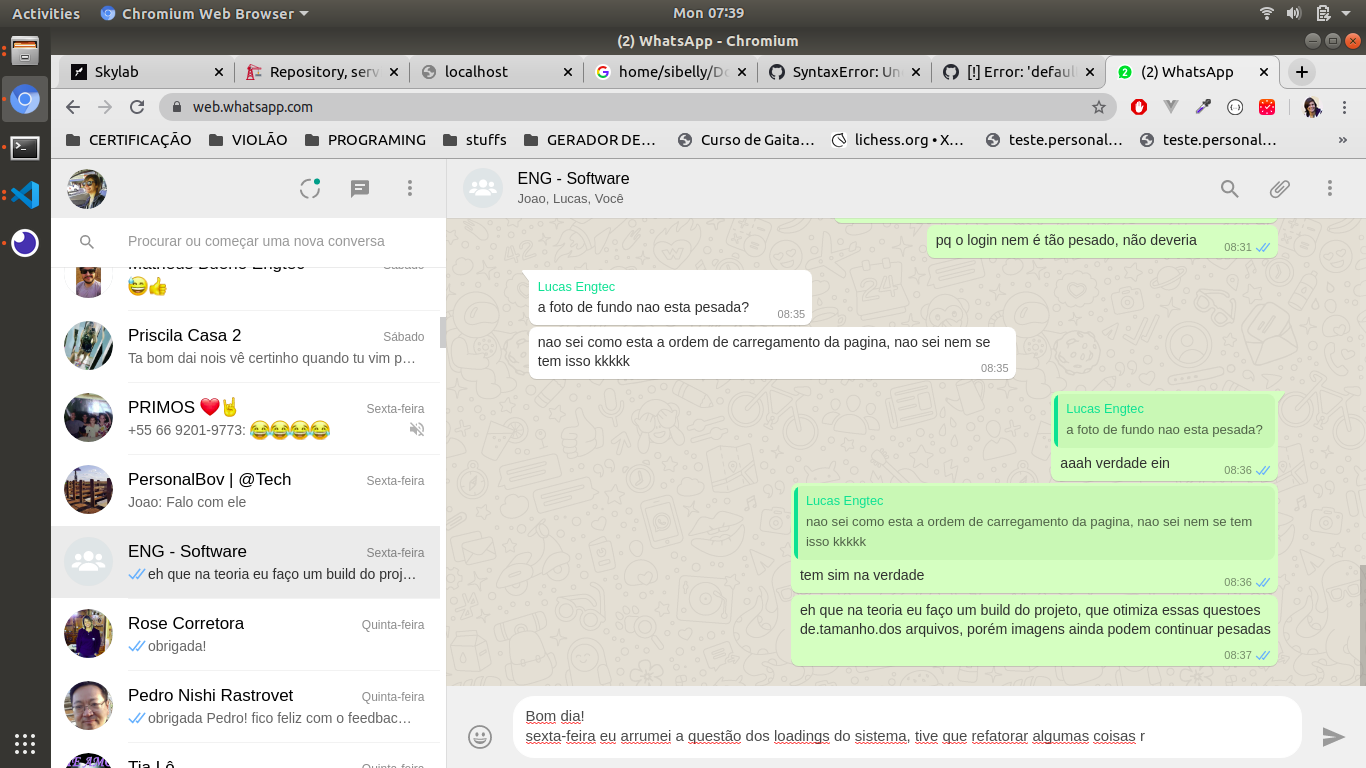 Activities
Chromium Web Browser
Mon 07:39
(2) WhatsApp - Chromium
Skylab
Repository, serv
localhost
home/sibelly/Do
SyntaxError: Un
[!] Error: 'defaul
(2) WhatsApp
web.whatsapp.com
CERTIFICAÇÃO
VIOLÃO
PROGRAMING
stuffs
GERADOR DE…
Curso de Gaita…
lichess.org • X…
teste.personal…
teste.personal…
»
Procurar ou começar uma nova conversa
Matheus Bueno Engtec
Sábado
😅👍
Priscila Casa 2
Sábado
Ta bom dai nois vê certinho quando tu vim p…
PRIMOS ❤️🤘
Sexta-feira
+55 66 9201-9773: 😂😂😂😂
PersonalBov | @Tech
Sexta-feira
Joao: Falo com ele
ENG - Software
Sexta-feira
eh que na teoria eu faço um build do proj…
Rose Corretora
Quinta-feira
obrigada!
Pedro Nishi Rastrovet
Quinta-feira
obrigada Pedro! fico feliz com o feedbac…
Tia Lê
Quinta-feira
ENG - Software
Joao, Lucas, Você
pq o login nem é tão pesado, não deveria
08:31
Lucas Engtec
a foto de fundo nao esta pesada?
08:35
nao sei como esta a ordem de carregamento da pagina, nao sei nem se
tem isso kkkkk
08:35
Lucas Engtec
a foto de fundo nao esta pesada?
aaah verdade ein
08:36
Lucas Engtec
nao sei como esta a ordem de carregamento da pagina, nao sei nem se tem
isso kkkkk
tem sim na verdade
08:36
eh que na teoria eu faço um build do projeto, que otimiza essas questoes
de.tamanho.dos arquivos, porém imagens ainda podem continuar pesadas
08:37
Bom dia!
sexta-feira eu arrumei a questão dos loadings do sistema, tive que refatorar algumas coisas r